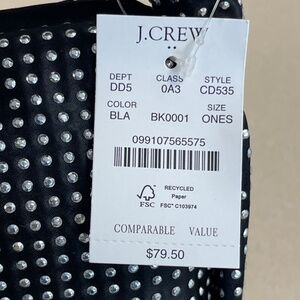 J.CREW
DEPT CLASS STYLE
DD5 0A3 CD535
COLOR SIZE
BLA BK0001 ONES
099107565575
RECYCLED
Paper
FSC FSC® C103974
COMPARABLE VALUE
$79.50